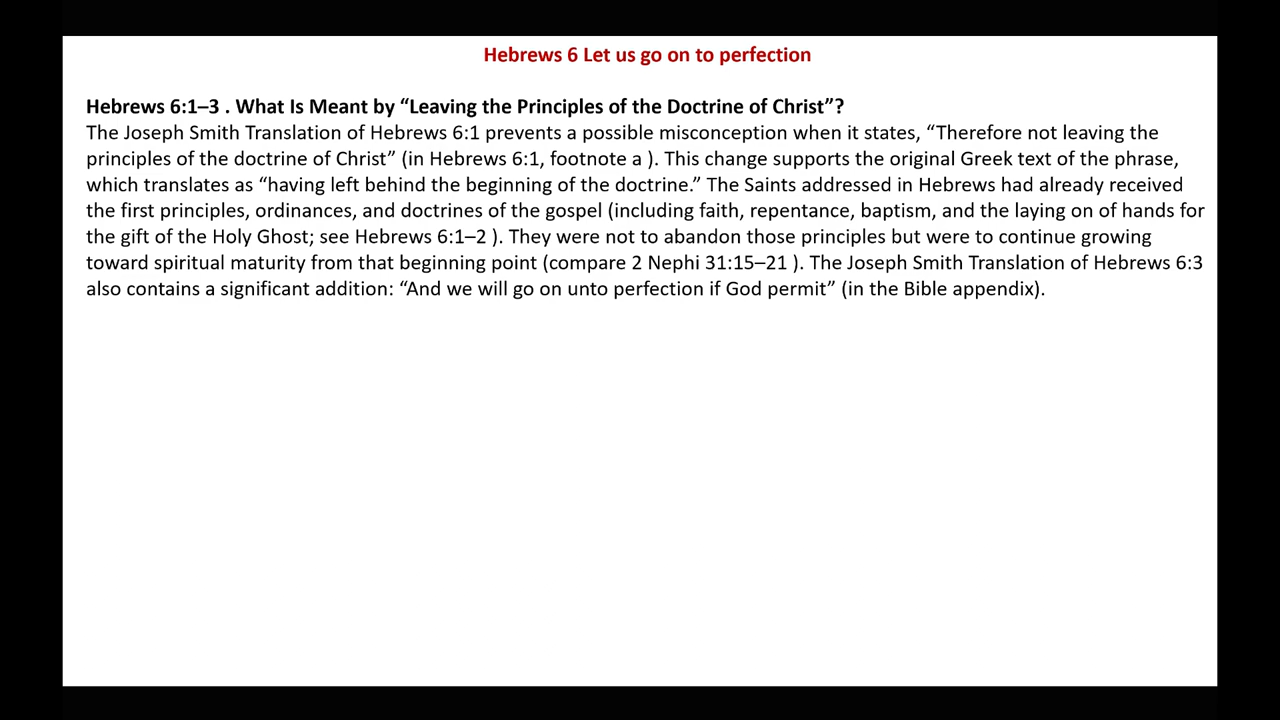 Hebrews 6 Let us go on to perfection
Hebrews 6:1–3 . What Is Meant by “Leaving the Principles of the Doctrine of Christ”?
The Joseph Smith Translation of Hebrews 6:1 prevents a possible misconception when it states, “Therefore not leaving the
principles of the doctrine of Christ” (in Hebrews 6:1, footnote a ). This change supports the original Greek text of the phrase,
which translates as “having left behind the beginning of the doctrine.” The Saints addressed in Hebrews had already received
the first principles, ordinances, and doctrines of the gospel (including faith, repentance, baptism, and the laying on of hands for
the gift of the Holy Ghost; see Hebrews 6:1–2 ). They were not to abandon those principles but were to continue growing
toward spiritual maturity from that beginning point (compare 2 Nephi 31:15–21 ). The Joseph Smith Translation of Hebrews 6:3
also contains a significant addition: “And we will go on unto perfection if God permit” (in the Bible appendix).